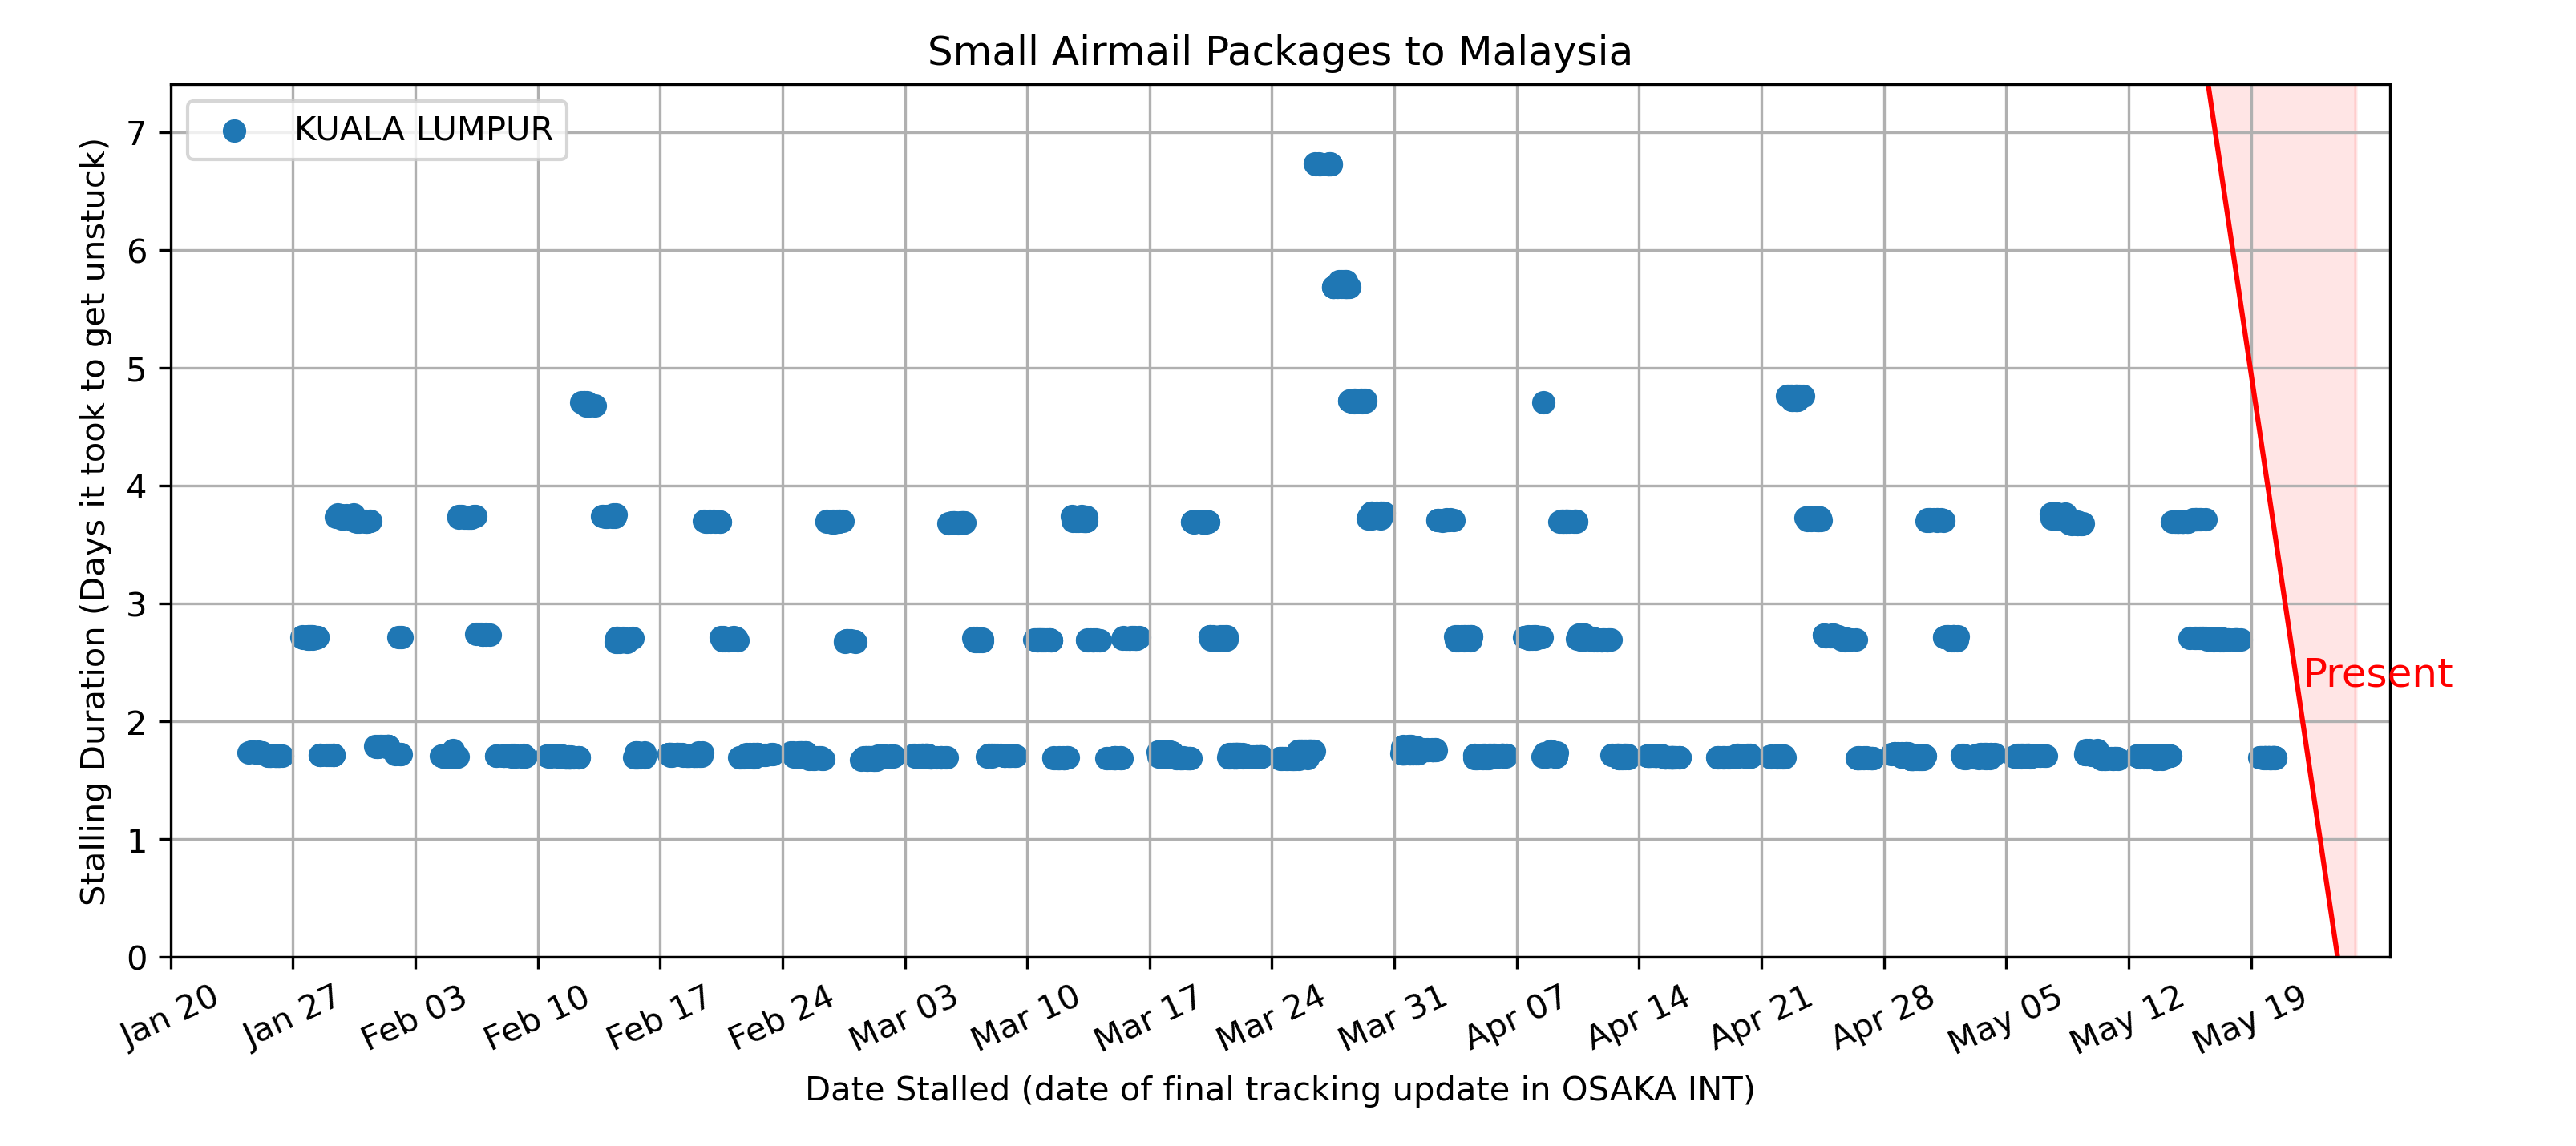 Small Airmail Packages to Malaysia
KUALA LUMPUR
Stalling Duration (Days it took to get unstuck)
7
6
5
4
3
2
1
0
Present
Jan 20
Jan 27
Feb 03
Feb 10
Feb 17
Feb 24
Mar 03
Mar 10
Mar 17
Mar 24
Mar 31
Apr 07
Apr 14
Apr 21
Apr 28
May 05
May 12
May 19
Date Stalled (date of final tracking update in OSAKA INT)